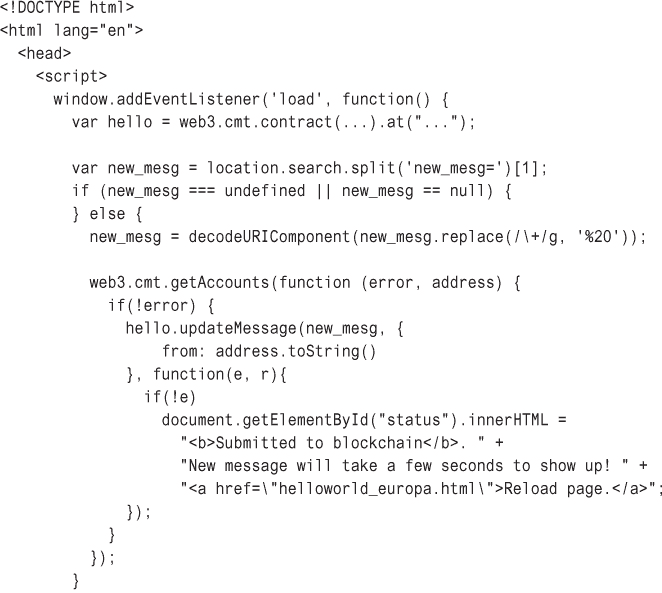 <!DOCTYPE html>
<html lang="en">
  <head>
    <script>
      window.addEventListener('load', function() {
        var hello = web3.cmt.contract(...).at("...");

        var new_mesg = location.search.split('new_mesg=')[1];
        if (new_mesg === undefined || new_mesg == null) {
        } else {
          new_mesg = decodeURIComponent(new_mesg.replace(/\+/g, '%20'));

          web3.cmt.getAccounts(function (error, address) {
            if(!error) {
              hello.updateMessage(new_mesg, {
                  from: address.toString()
              }, function(e, r){
                if(!e)
                  document.getElementById("status").innerHTML =
                    "<b>Submitted to blockchain</b>. " +
                    "New message will take a few seconds to show up! " +
                    "<a href=\"helloworld_europa.html\">Reload page.</a>";
              });
            }
          });
        }